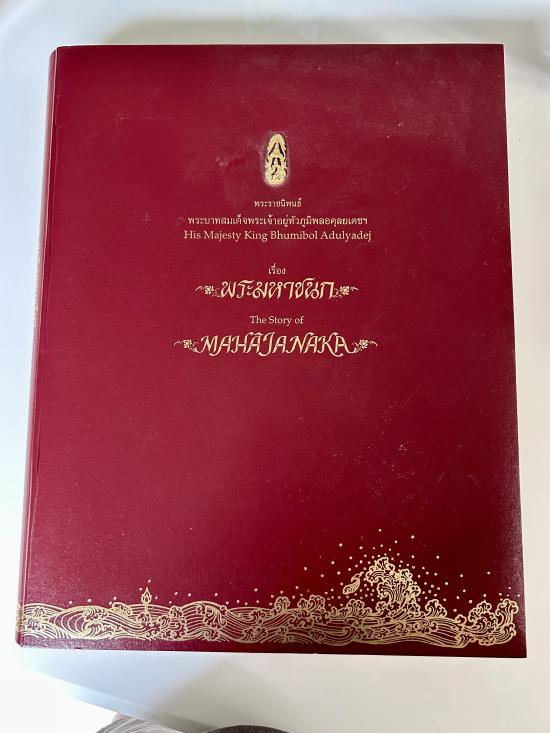 พระราชนิพนธ์
พระบาทสมเด็จพระเจ้าอยู่หัวภูมิพลอดุลยเดชฯ
His Majesty King Bhumibol Adulyadej
เรื่อง
พระมหาชนก
The Story of
MAHĀJANAKA